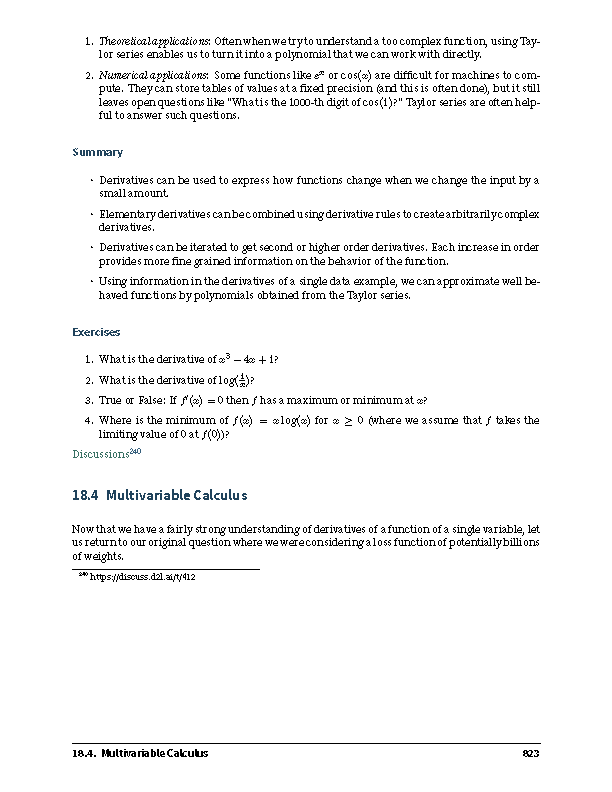 1. Theoretical applications: Often when we try to understand a too complex function, using Tay-
lor series enables us to turn it into a polynomial that we can work with directly.
2. Numerical applications: Some functions like eˣ or cos(x) are difficult for machines to com-
pute. They can store tables of values at a fixed precision (and this is often done), but it still
leaves open questions like "What is the 1000-th digit of cos(1)?" Taylor series are often help-
ful to answer such questions.
Summary
• Derivatives can be used to express how functions change when we change the input by a
small amount.
• Elementary derivatives can be combined using derivative rules to create arbitrarily complex
derivatives.
• Derivatives can be iterated to get second or higher order derivatives. Each increase in order
provides more fine grained information on the behavior of the function.
• Using information in the derivatives of a single data example, we can approximate well be-
haved functions by polynomials obtained from the Taylor series.
Exercises
1. What is the derivative of x³ − 4x + 1?
2. What is the derivative of log(1/x)?
3. True or False: If f′(x) = 0 then f has a maximum or minimum at x?
4. Where is the minimum of f(x) = x log(x) for x ≥ 0 (where we assume that f takes the
limiting value of 0 at f(0))?
Discussions²⁴⁰
18.4 Multivariable Calculus
Now that we have a fairly strong understanding of derivatives of a function of a single variable, let
us return to our original question where we were considering a loss function of potentially billions
of weights.
²⁴⁰ https://discuss.d2l.ai/t/412
18.4. Multivariable Calculus 823